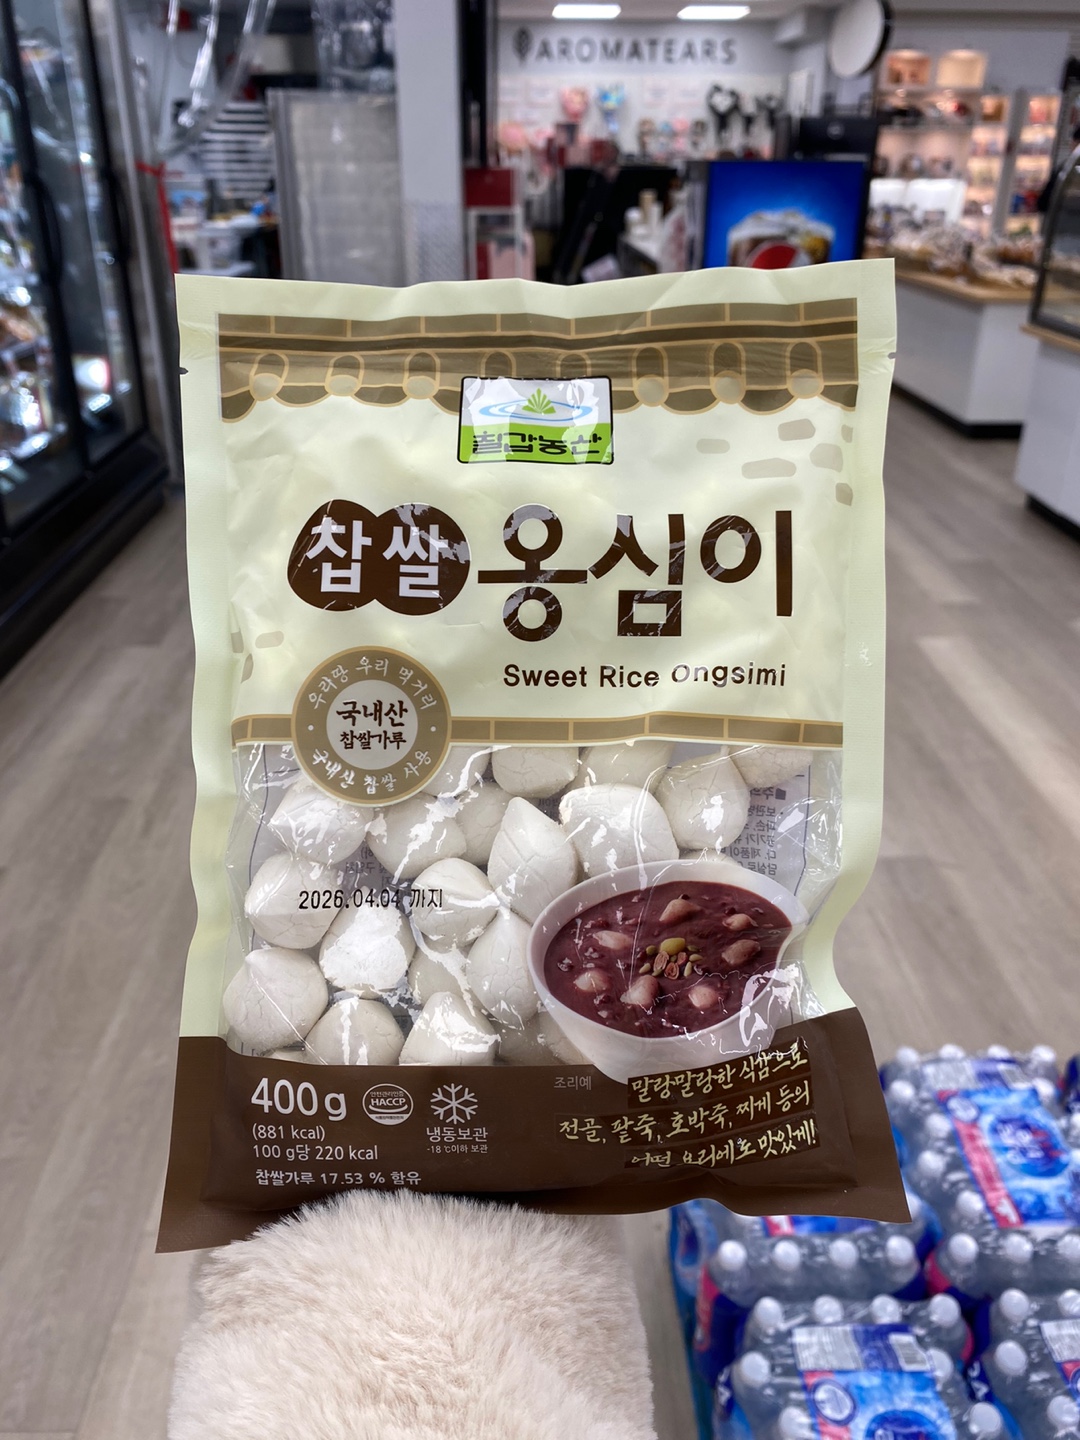 AROMATEARS
칠갑농산
찹쌀 옹심이
Sweet Rice Ongsimi
우리땅 우리 먹거리
국내산
찹쌀가루
국내산 찹쌀 사용
2026.04.04 까지
400g
(881 kcal)
100 g당 220 kcal
찹쌀가루 17.53 % 함유
HACCP
냉동보관
-18 ℃이하 보관
조리예
말랑말랑한 식감으로
전골, 팥죽, 호박죽, 찌게 등의
어떤 요리에도 맛있게!